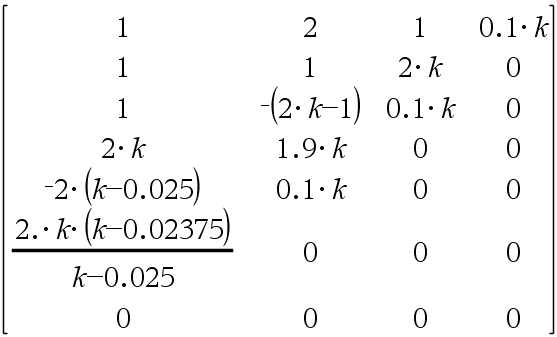 1 2 1 0.1·k
1 1 2·k 0
1 -(2·k-1) 0.1·k 0
2·k 1.9·k 0 0
-2·(k-0.025) 0.1·k 0 0
2.·k·(k-0.02375)
k-0.025
0 0 0
0 0 0 0